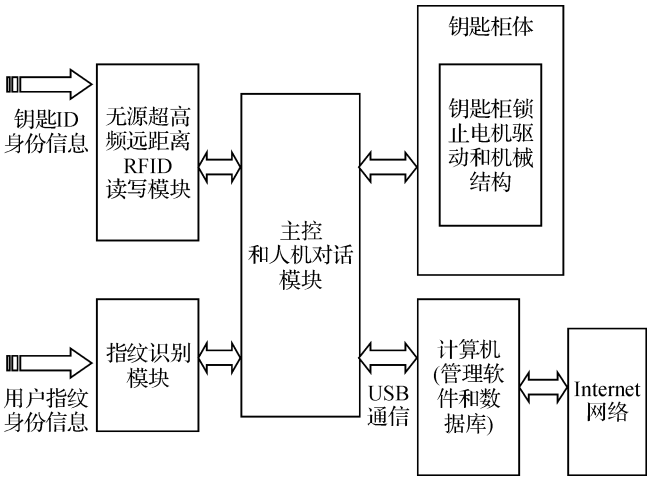 钥匙ID
身份信息
无源超高
频远距离
RFID
读写模块
钥匙柜体
钥匙柜锁
止电机驱
动和机械
结构
主控
和人机对话
模块
用户指纹
身份信息
指纹识别
模块
USB
通信
计算机
(管理软
件和数
据库)
Internet
网络